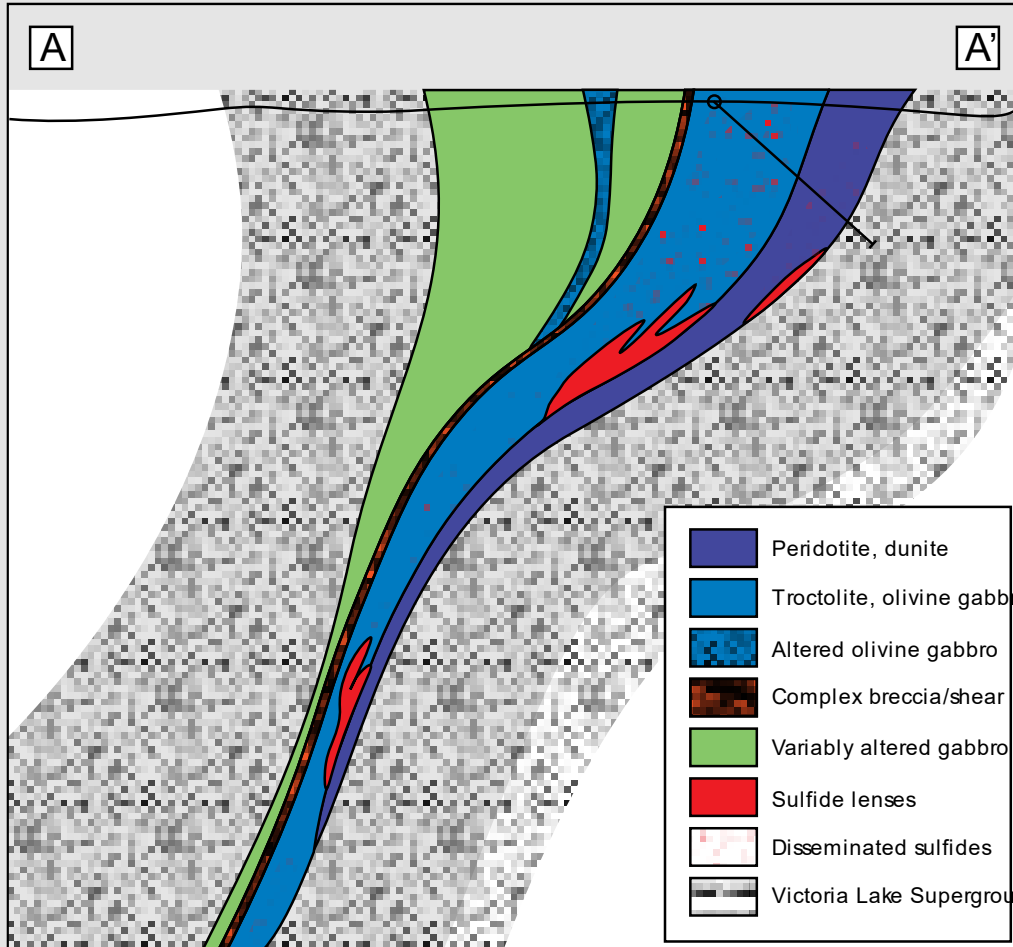 A
A’
Peridotite, dunite
Troctolite, olivine gabbr
Altered olivine gabbro
Complex breccia/shear
Variably altered gabbro
Sulfide lenses
Disseminated sulfides
Victoria Lake Supergrou